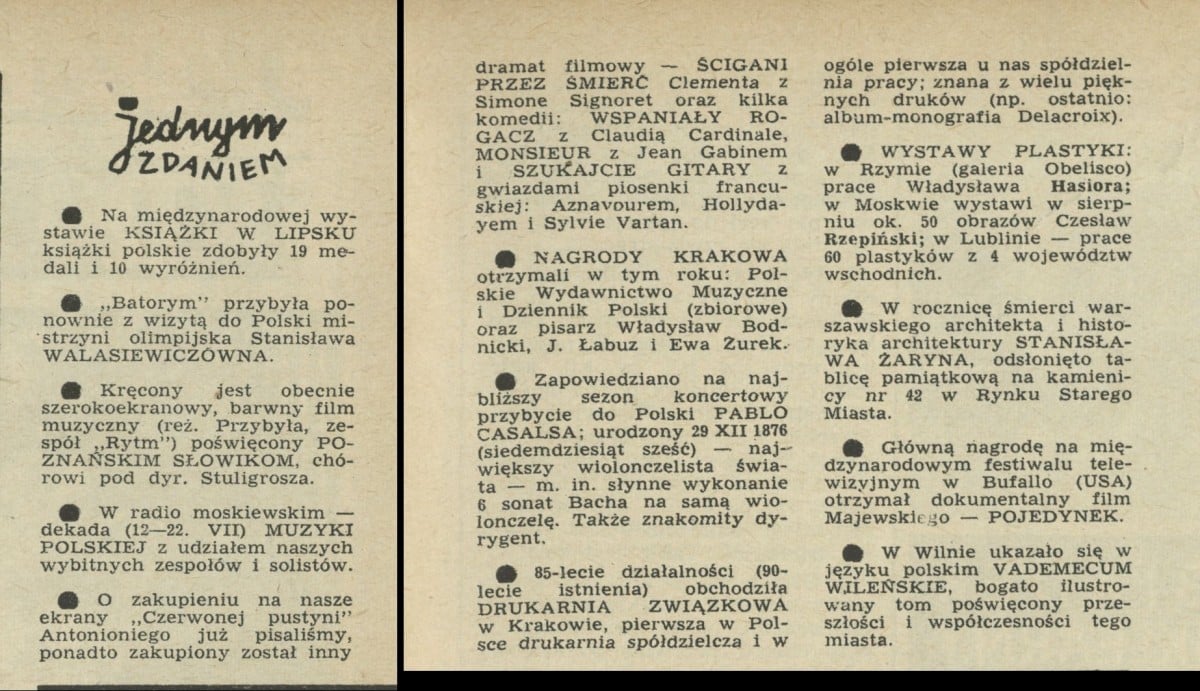 jednym
ZDANIEM
● Na międzynarodowej wy-
stawie KSIĄŻKI W LIPSKU
książki polskie zdobyły 19 me-
dali i 10 wyróżnień.
● „Batorym” przybyła po-
nownie z wizytą do Polski mi-
strzyni olimpijska Stanisława
WALASIEWICZÓWNA.
● Kręcony jest obecnie
szerokoekranowy, barwny film
muzyczny (reż. Przybyła, ze-
spół „Rytm”) poświęcony PO-
ZNAŃSKIM SŁOWIKOM, chó-
rowi pod dyr. Stuligrosza.
● W radio moskiewskim —
dekada (12—22. VII) MUZYKI
POLSKIEJ z udziałem naszych
wybitnych zespołów i solistów.
● O zakupieniu na nasze
ekrany „Czerwonej pustyni”
Antonioniego już pisaliśmy,
ponadto zakupiony został inny
dramat filmowy — ŚCIGANI
PRZEZ ŚMIERĆ Clementa z
Simone Signoret oraz kilka
komedii: WSPANIAŁY RO-
GACZ z Claudią Cardinale,
MONSIEUR z Jean Gabinem
i SZUKAJCIE GITARY z
gwiazdami piosenki francu-
skiej: Aznavourem, Hollyda-
yem i Sylvie Vartan.
● NAGRODY KRAKOWA
otrzymali w tym roku: Pol-
skie Wydawnictwo Muzyczne
i Dziennik Polski (zbiorowe)
oraz pisarz Władysław Bod-
nicki, J. Łabuz i Ewa Żurek.
● Zapowiedziano na naj-
bliższy sezon koncertowy
przybycie do Polski PABLO
CASALSA; urodzony 29 XII 1876
(siedemdziesiąt sześć) — naj-
większy wiolonczelista świa-
ta — m. in. słynne wykonanie
6 sonat Bacha na samą wio-
lonczelę. Także znakomity dy-
rygent.
● 85-lecie działalności (90-
lecie istnienia) obchodziła
DRUKARNIA ZWIĄZKOWA
w Krakowie, pierwsza w Pol-
sce drukarnia spółdzielcza i w
ogóle pierwsza u nas spółdziel-
nia pracy; znana z wielu pięk-
nych druków (np. ostatnio:
album-monografia Delacroix).
● WYSTAWY PLASTYKI:
w Rzymie (galeria Obelisco)
prace Władysława Hasiora;
w Moskwie wystawi w sierp-
niu ok. 50 obrazów Czesław
Rzepiński; w Lublinie — prace
60 plastyków z 4 województw
wschodnich.
● W rocznicę śmierci war-
szawskiego architekta i histo-
ryka architektury STANISŁA-
WA ŻARYNA, odsłonięto ta-
blicę pamiątkową na kamieni-
cy nr 42 w Rynku Starego
Miasta.
● Główną nagrodę na mię-
dzynarodowym festiwalu tele-
wizyjnym w Bufallo (USA)
otrzymał dokumentalny film
Majewskiego — POJEDYNEK.
● W Wilnie ukazało się w
języku polskim VADEMECUM
WILEŃSKIE, bogato ilustro-
wany tom poświęcony prze-
szłości i współczesności tego
miasta.